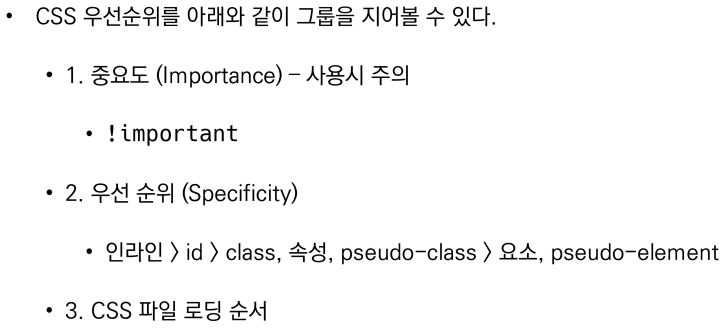 • CSS 우선순위를 아래와 같이 그룹을 지어볼 수 있다.
• 1. 중요도 (Importance) – 사용시 주의
• !important
• 2. 우선 순위 (Specificity)
• 인라인 > id > class, 속성, pseudo-class > 요소, pseudo-element
• 3. CSS 파일 로딩 순서